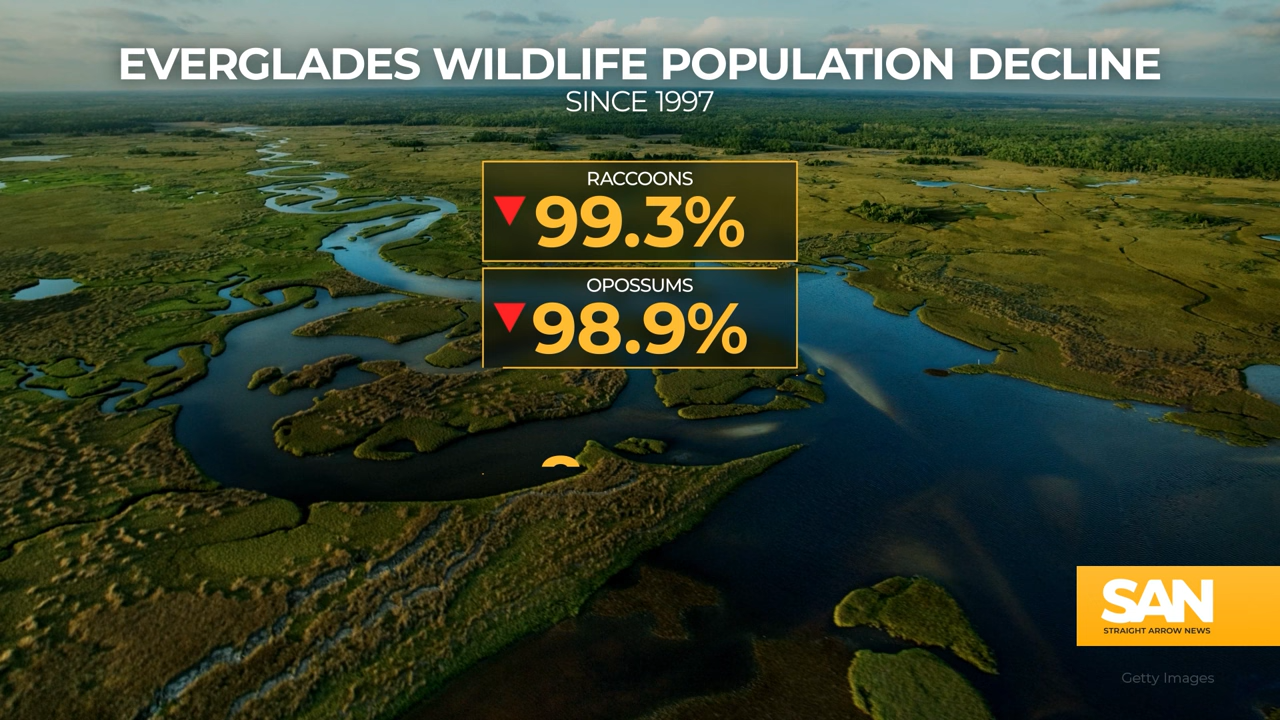 EVERGLADES WILDLIFE POPULATION DECLINE
SINCE 1997
RACCOONS
99.3%
OPOSSUMS
98.9%
SAN
STRAIGHT ARROW NEWS
Getty Images